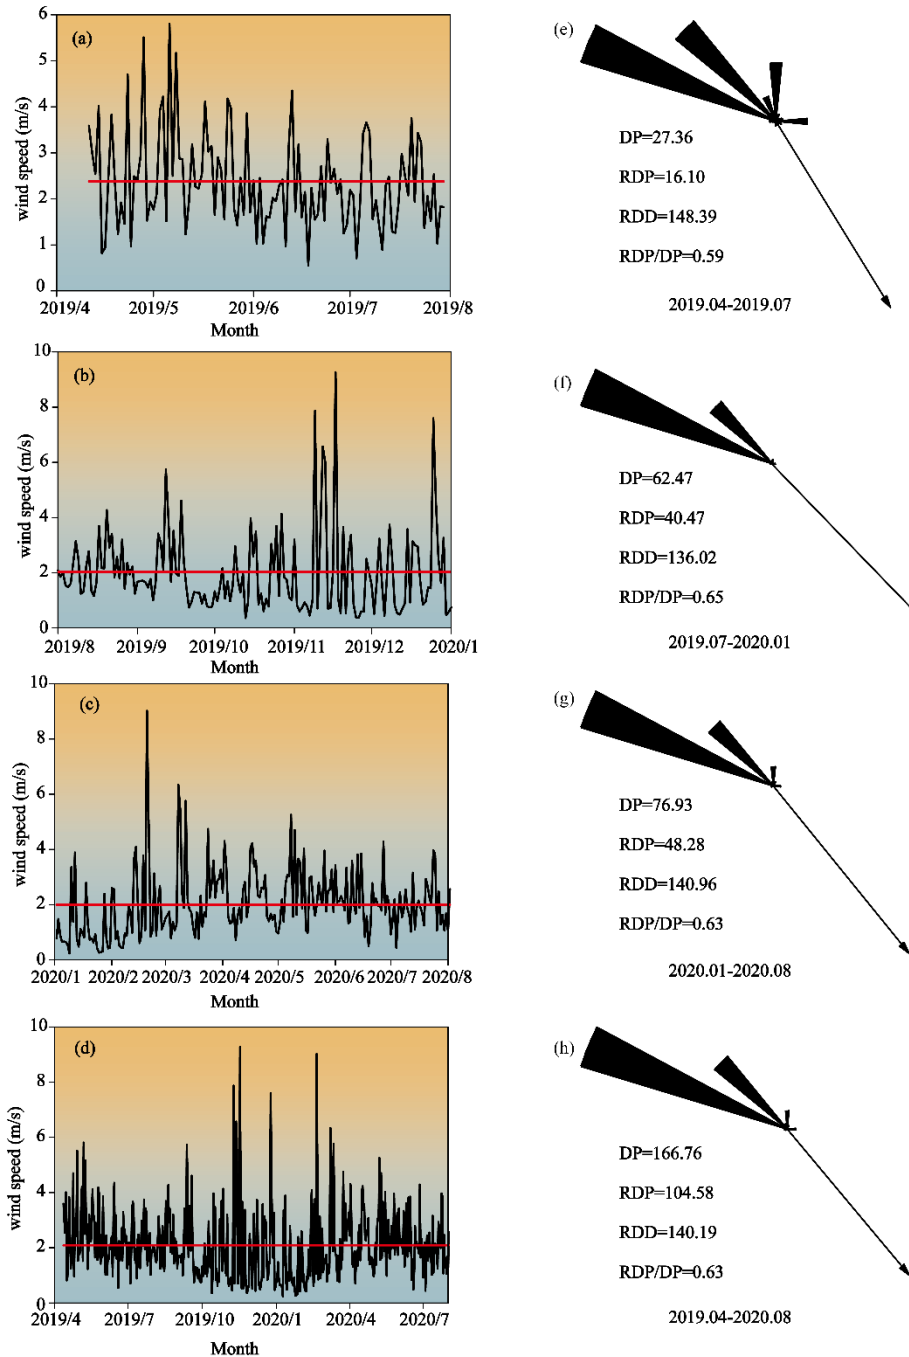 (a)
6
5
4
3
2
1
0
wind speed (m/s)
2019/4 2019/5 2019/6 2019/7 2019/8
Month
(e)
DP=27.36
RDP=16.10
RDD=148.39
RDP/DP=0.59
2019.04-2019.07
(b)
10
8
6
4
2
0
wind speed (m/s)
2019/8 2019/9 2019/10 2019/11 2019/12 2020/1
Month
(f)
DP=62.47
RDP=40.47
RDD=136.02
RDP/DP=0.65
2019.07-2020.01
(c)
10
8
6
4
2
0
wind speed (m/s)
2020/1 2020/2 2020/3 2020/4 2020/5 2020/6 2020/7 2020/8
Month
(g)
DP=76.93
RDP=48.28
RDD=140.96
RDP/DP=0.63
2020.01-2020.08
(d)
10
8
6
4
2
0
wind speed (m/s)
2019/4 2019/7 2019/10 2020/1 2020/4 2020/7
Month
(h)
DP=166.76
RDP=104.58
RDD=140.19
RDP/DP=0.63
2019.04-2020.08